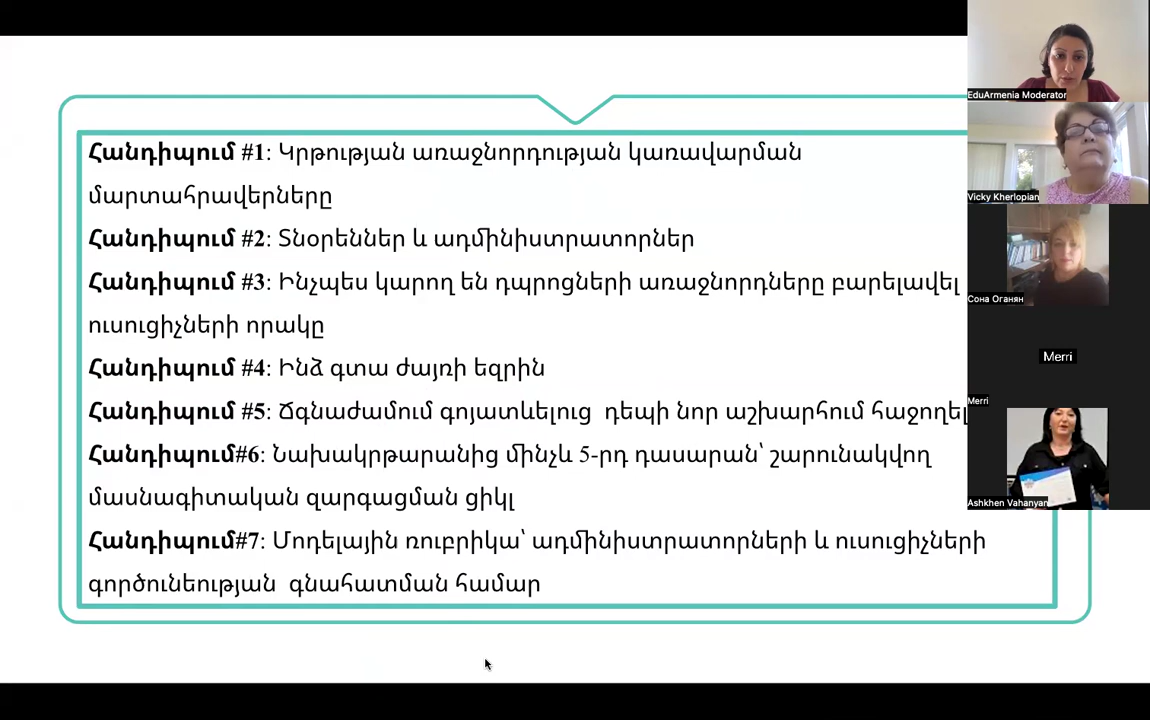 Հանդիպում #1: Կրթության առաջնորդության կառավարման
մարտահրավերները
Հանդիպում #2: Տնօրեններ և ադմինիստրատորներ
Հանդիպում #3: Ինչպես կարող են դպրոցների առաջնորդները բարելավել
ուսուցիչների որակը
Հանդիպում #4: Ինձ գտա ժայռի եզրին
Հանդիպում #5: Ճգնաժամում գոյատևելուց դեպի նոր աշխարհում հաջողել
Հանդիպում#6: Նախակրթարանից մինչև 5-րդ դասարան՝ շարունակվող
մասնագիտական զարգացման ցիկլ
Հանդիպում#7: Մոդելային ռուբրիկա՝ ադմինիստրատորների և ուսուցիչների
գործունեության գնահատման համար
EduArmenia Moderator
Vicky Kherlopian
Сона Оганян
Merri
Merri
Ashkhen Vahanyan